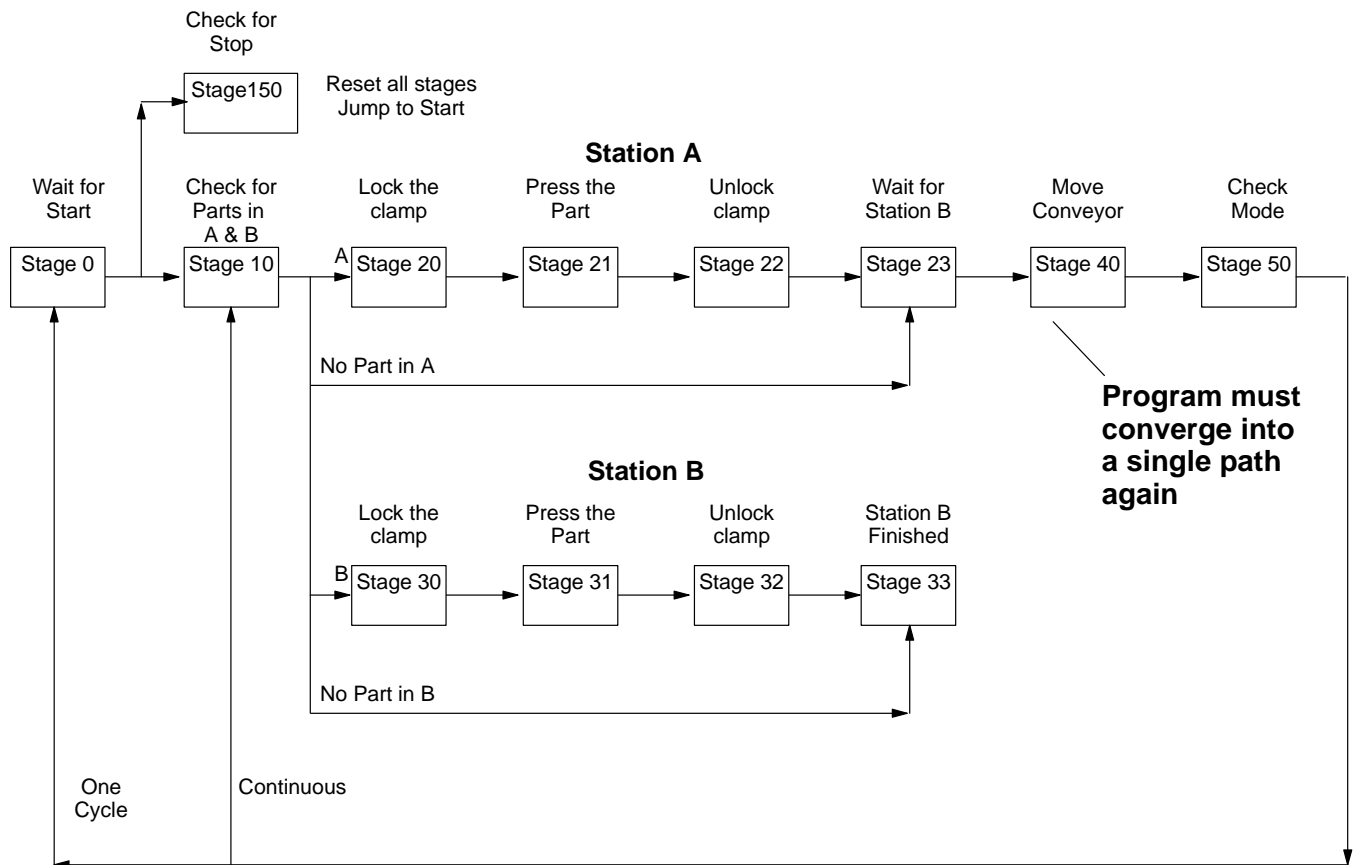 Check for
Stop
Stage150
Reset all stages
Jump to Start
Station A
Wait for
Start
Check for
Parts in
A & B
Lock the
clamp
Press the
Part
Unlock
clamp
Wait for
Station B
Move
Conveyor
Check
Mode
Stage 0
Stage 10
A
Stage 20
Stage 21
Stage 22
Stage 23
Stage 40
Stage 50
No Part in A
Program must
converge into
a single path
again
Station B
Lock the
clamp
Press the
Part
Unlock
clamp
Station B
Finished
B
Stage 30
Stage 31
Stage 32
Stage 33
No Part in B
One
Cycle
Continuous